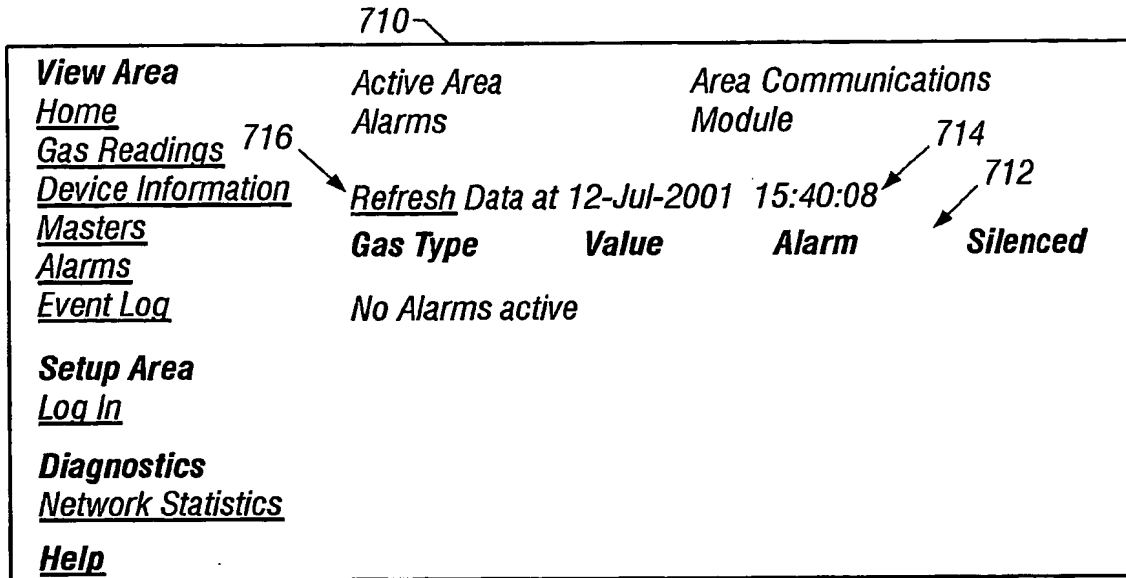 710
View Area
Home
Gas Readings
Device Information
Masters
Alarms
Event Log
Setup Area
Log In
Diagnostics
Network Statistics
Help
Active Area
Alarms
Area Communications
Module
716
714
712
Refresh Data at 12-Jul-2001 15:40:08
Gas Type Value Alarm Silenced
No Alarms active